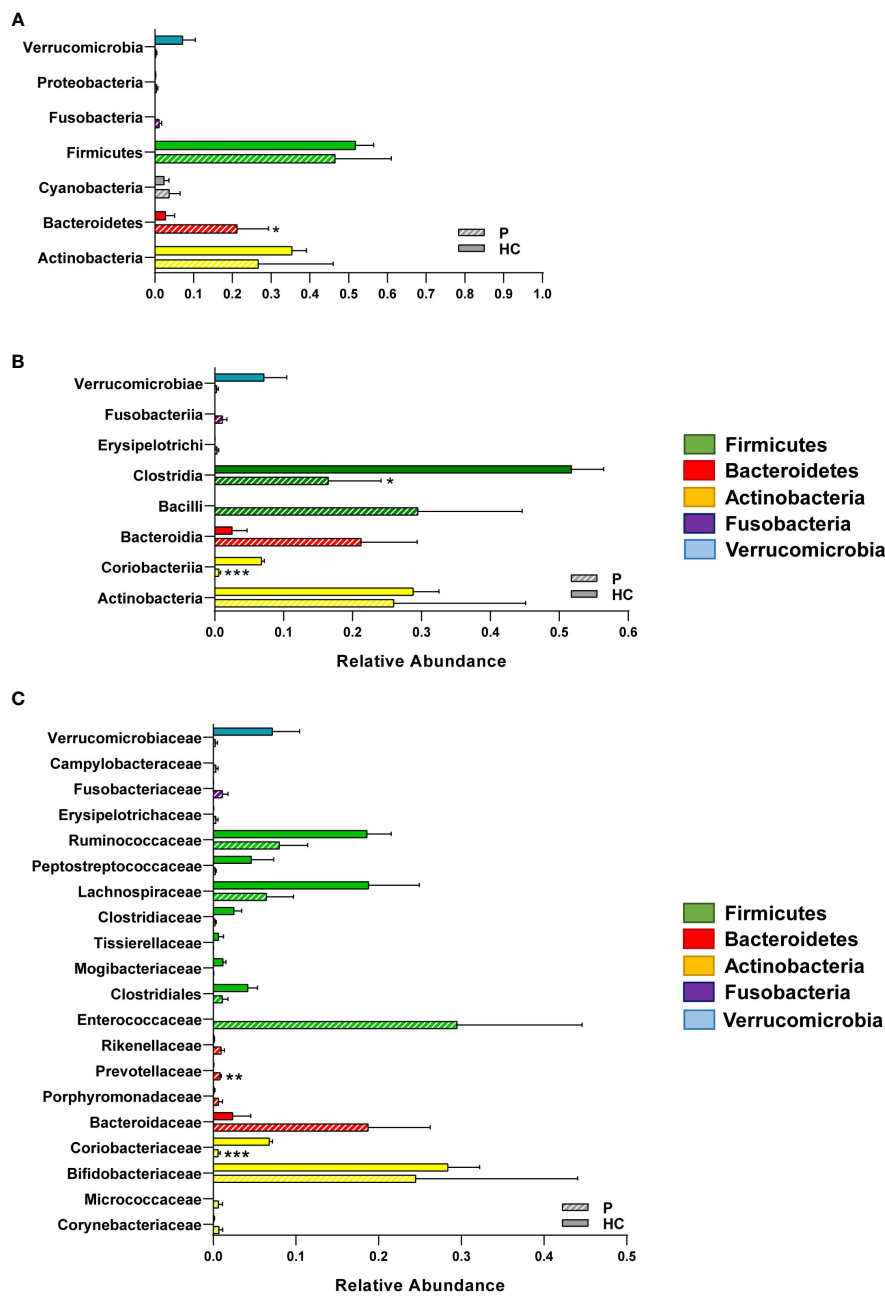 A
Verrucomicrobia
Proteobacteria
Fusobacteria
Firmicutes
Cyanobacteria
Bacteroidetes
*
Actinobacteria
P
HC
0.0 0.1 0.2 0.3 0.4 0.5 0.6 0.7 0.8 0.9 1.0
B
Verrucomicrobiae
Fusobacteriia
Erysipelotrichi
Clostridia
*
Bacilli
Bacteroidia
Coriobacteriia
***
Actinobacteria
P
HC
0.0 0.1 0.2 0.3 0.4 0.5 0.6
Relative Abundance
Firmicutes
Bacteroidetes
Actinobacteria
Fusobacteria
Verrucomicrobia
C
Verrucomicrobiaceae
Campylobacteraceae
Fusobacteriaceae
Erysipelotrichaceae
Ruminococcaceae
Peptostreptococcaceae
Lachnospiraceae
Clostridiaceae
Tissierellaceae
Mogibacteriaceae
Clostridiales
Enterococcaceae
Rikenellaceae
Prevotellaceae
**
Porphyromonadaceae
Bacteroidaceae
Coriobacteriaceae
***
Bifidobacteriaceae
Micrococcaceae
Corynebacteriaceae
P
HC
0.0 0.1 0.2 0.3 0.4 0.5
Relative Abundance
Firmicutes
Bacteroidetes
Actinobacteria
Fusobacteria
Verrucomicrobia